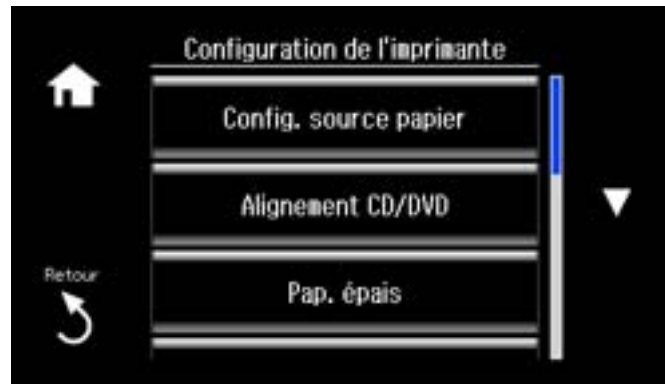 Configuration de l'imprimante
Config. source papier
Alignement CD/DVD
Retour
Pap. épais